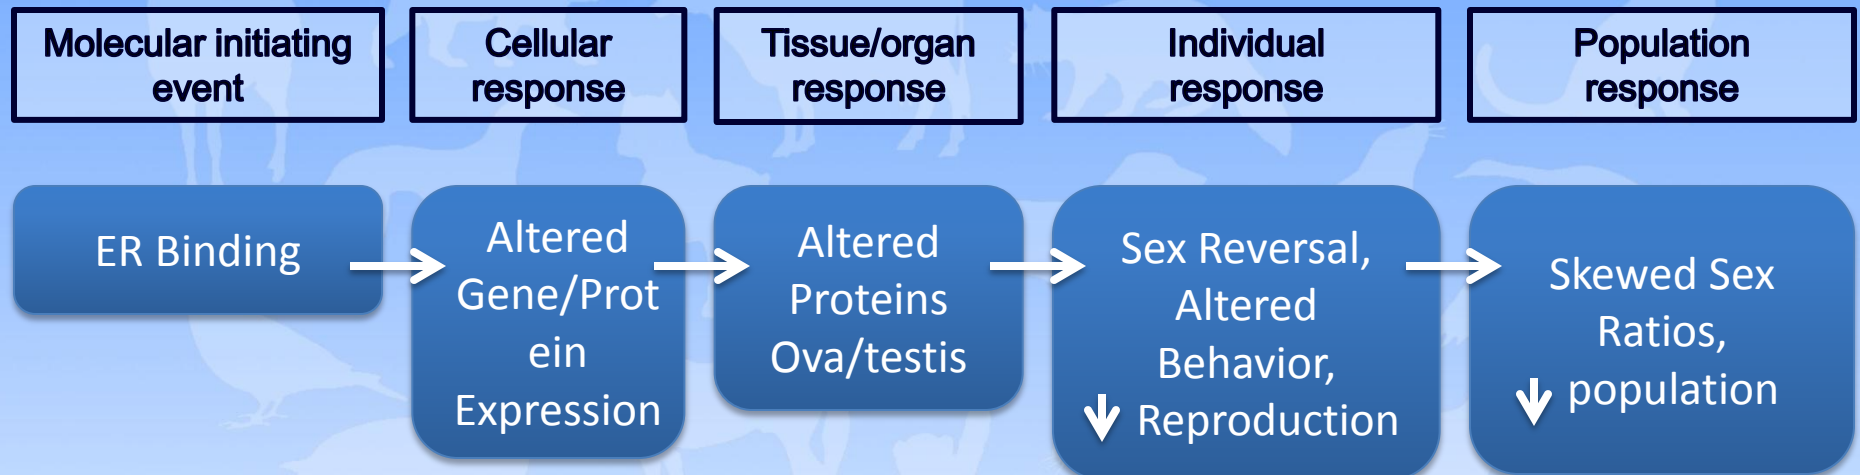 Molecular initiating
event
Cellular
response
Tissue/organ
response
Individual
response
Population
response
ER Binding
Altered
Gene/Prot
ein
Expression
Altered
Proteins
Ova/testis
Sex Reversal,
Altered
Behavior,
Reproduction
Skewed Sex
Ratios,
population